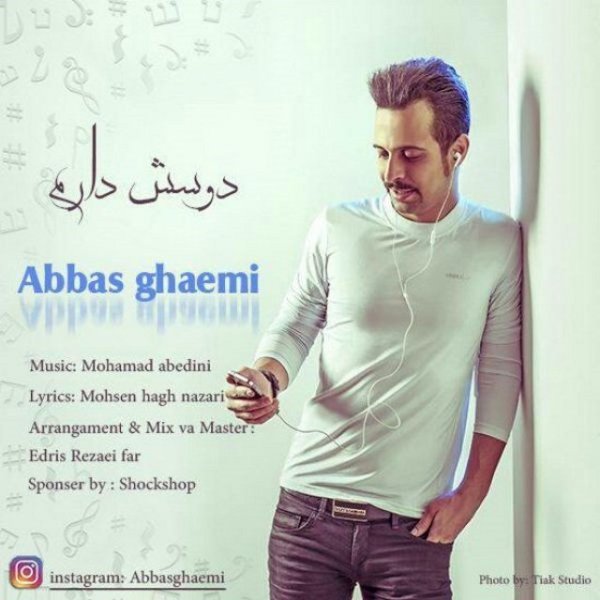 دوسش دارم
Abbas ghaemi
Music: Mohamad abedini
Lyrics: Mohsen hagh nazari
Arrangament & Mix va Master :
Edris Rezaei far
Sponser by : Shockshop
instagram: Abbasghaemi
Photo by: Tiak Studio